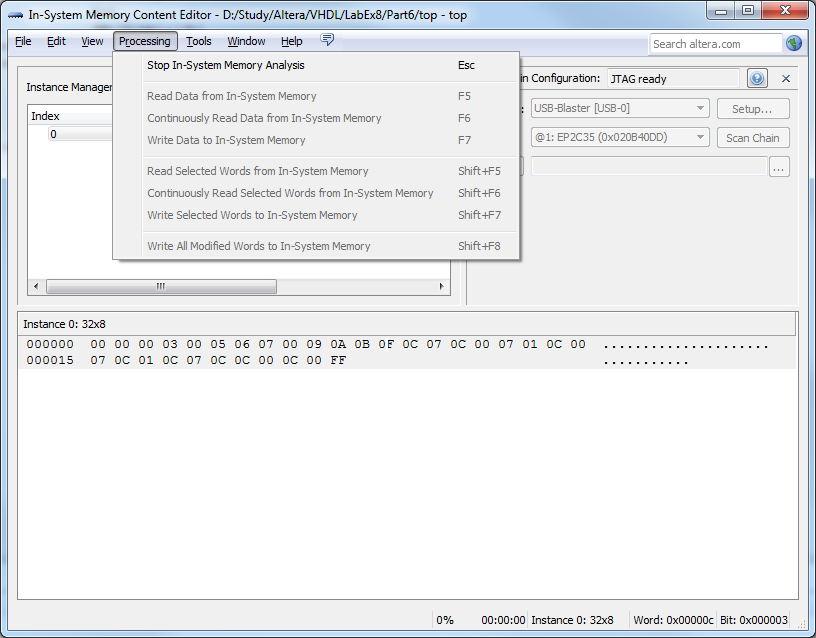 In-System Memory Content Editor - D:/Study/Altera/VHDL/LabEx8/Part6/top - top
File Edit View Processing Tools Window Help
Search altera.com
Stop In-System Memory Analysis Esc
Read Data from In-System Memory F5
Continuously Read Data from In-System Memory F6
Write Data to In-System Memory F7
Read Selected Words from In-System Memory Shift+F5
Continuously Read Selected Words from In-System Memory Shift+F6
Write Selected Words to In-System Memory Shift+F7
Write All Modified Words to In-System Memory Shift+F8
Instance Manager
Index
0
in Configuration: JTAG ready
: USB-Blaster [USB-0] Setup...
@1: EP2C35 (0x020B40DD) Scan Chain
...
Instance 0: 32x8
000000 00 00 00 03 00 05 06 07 00 09 0A 0B 0F 0C 07 0C 00 07 01 0C 00 .....................
000015 07 0C 01 0C 07 0C 0C 00 0C 00 FF ...........
0% 00:00:00 Instance 0: 32x8 Word: 0x00000c Bit: 0x000003